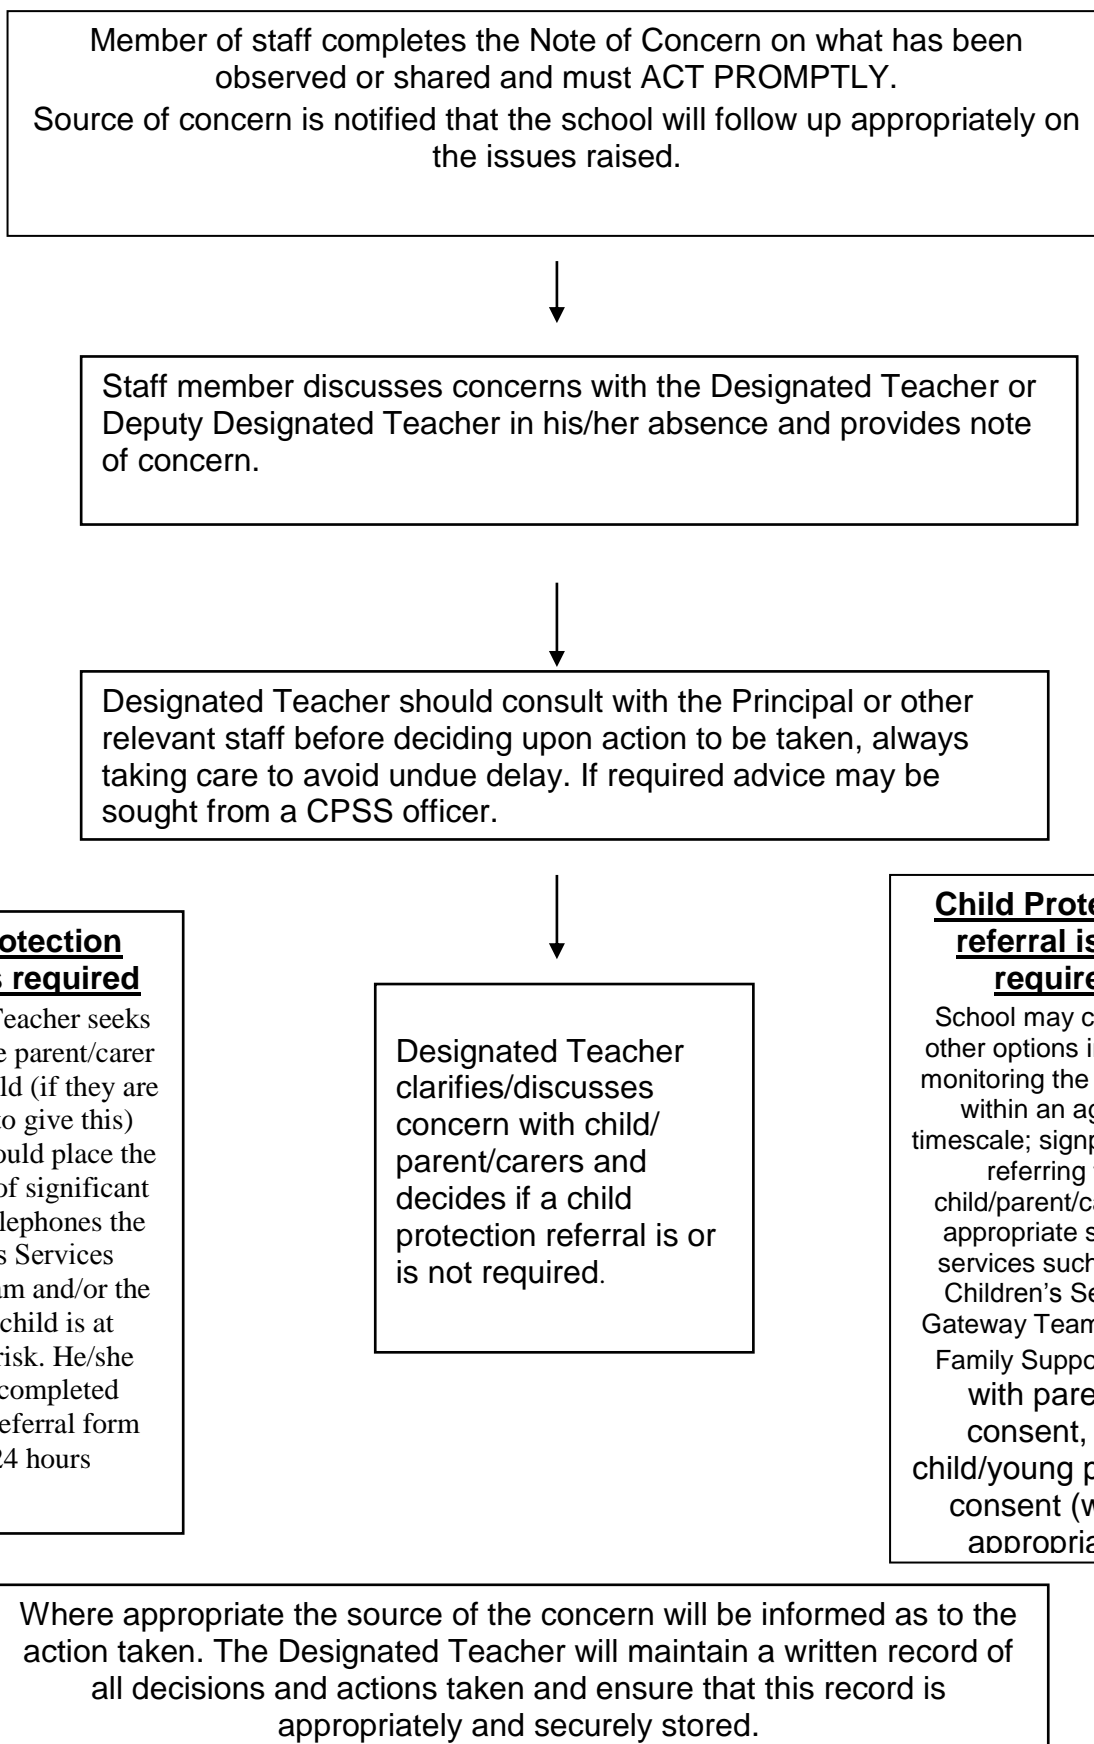 Member of staff completes the Note of Concern on what has been
observed or shared and must ACT PROMPTLY.
Source of concern is notified that the school will follow up appropriately on
the issues raised.
Staff member discusses concerns with the Designated Teacher or
Deputy Designated Teacher in his/her absence and provides note
of concern.
Designated Teacher should consult with the Principal or other
relevant staff before deciding upon action to be taken, always
taking care to avoid undue delay. If required advice may be
sought from a CPSS officer.
otection
s required
Teacher seeks
e parent/carer
ld (if they are
to give this)
ould place the
of significant
lephones the
s Services
am and/or the
child is at
risk. He/she
completed
eferral form
24 hours
Designated Teacher
clarifies/discusses
concern with child/
parent/carers and
decides if a child
protection referral is or
is not required.
Child Prote
referral is
require
School may c
other options i
monitoring the
within an ag
timescale; signp
referring
child/parent/ca
appropriate s
services such
Children's Se
Gateway Team
Family Suppo
with pare
consent,
child/young p
consent (w
appropria
Where appropriate the source of the concern will be informed as to the
action taken. The Designated Teacher will maintain a written record of
all decisions and actions taken and ensure that this record is
appropriately and securely stored.